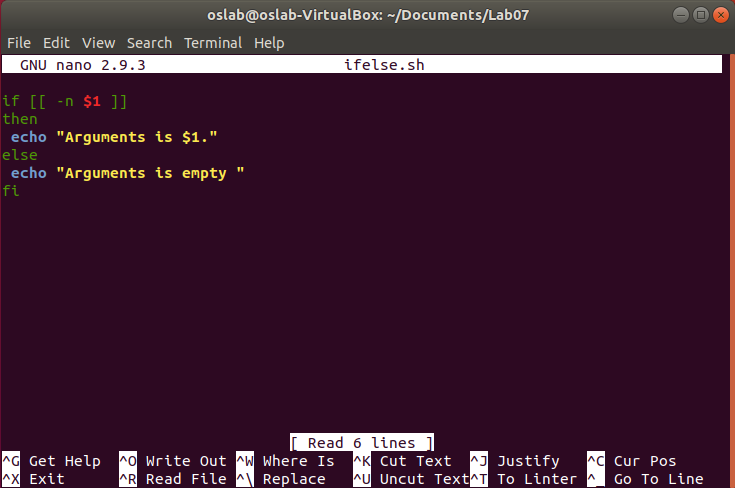 oslab@oslab-VirtualBox: ~/Documents/Lab07
File Edit View Search Terminal Help
GNU nano 2.9.3 ifelse.sh
if [[ -n $1 ]]
then
 echo "Arguments is $1."
else
 echo "Arguments is empty "
fi
[ Read 6 lines ]
^G Get Help ^O Write Out ^W Where Is ^K Cut Text ^J Justify ^C Cur Pos
^X Exit ^R Read File ^\ Replace ^U Uncut Text ^T To Linter ^_ Go To Line